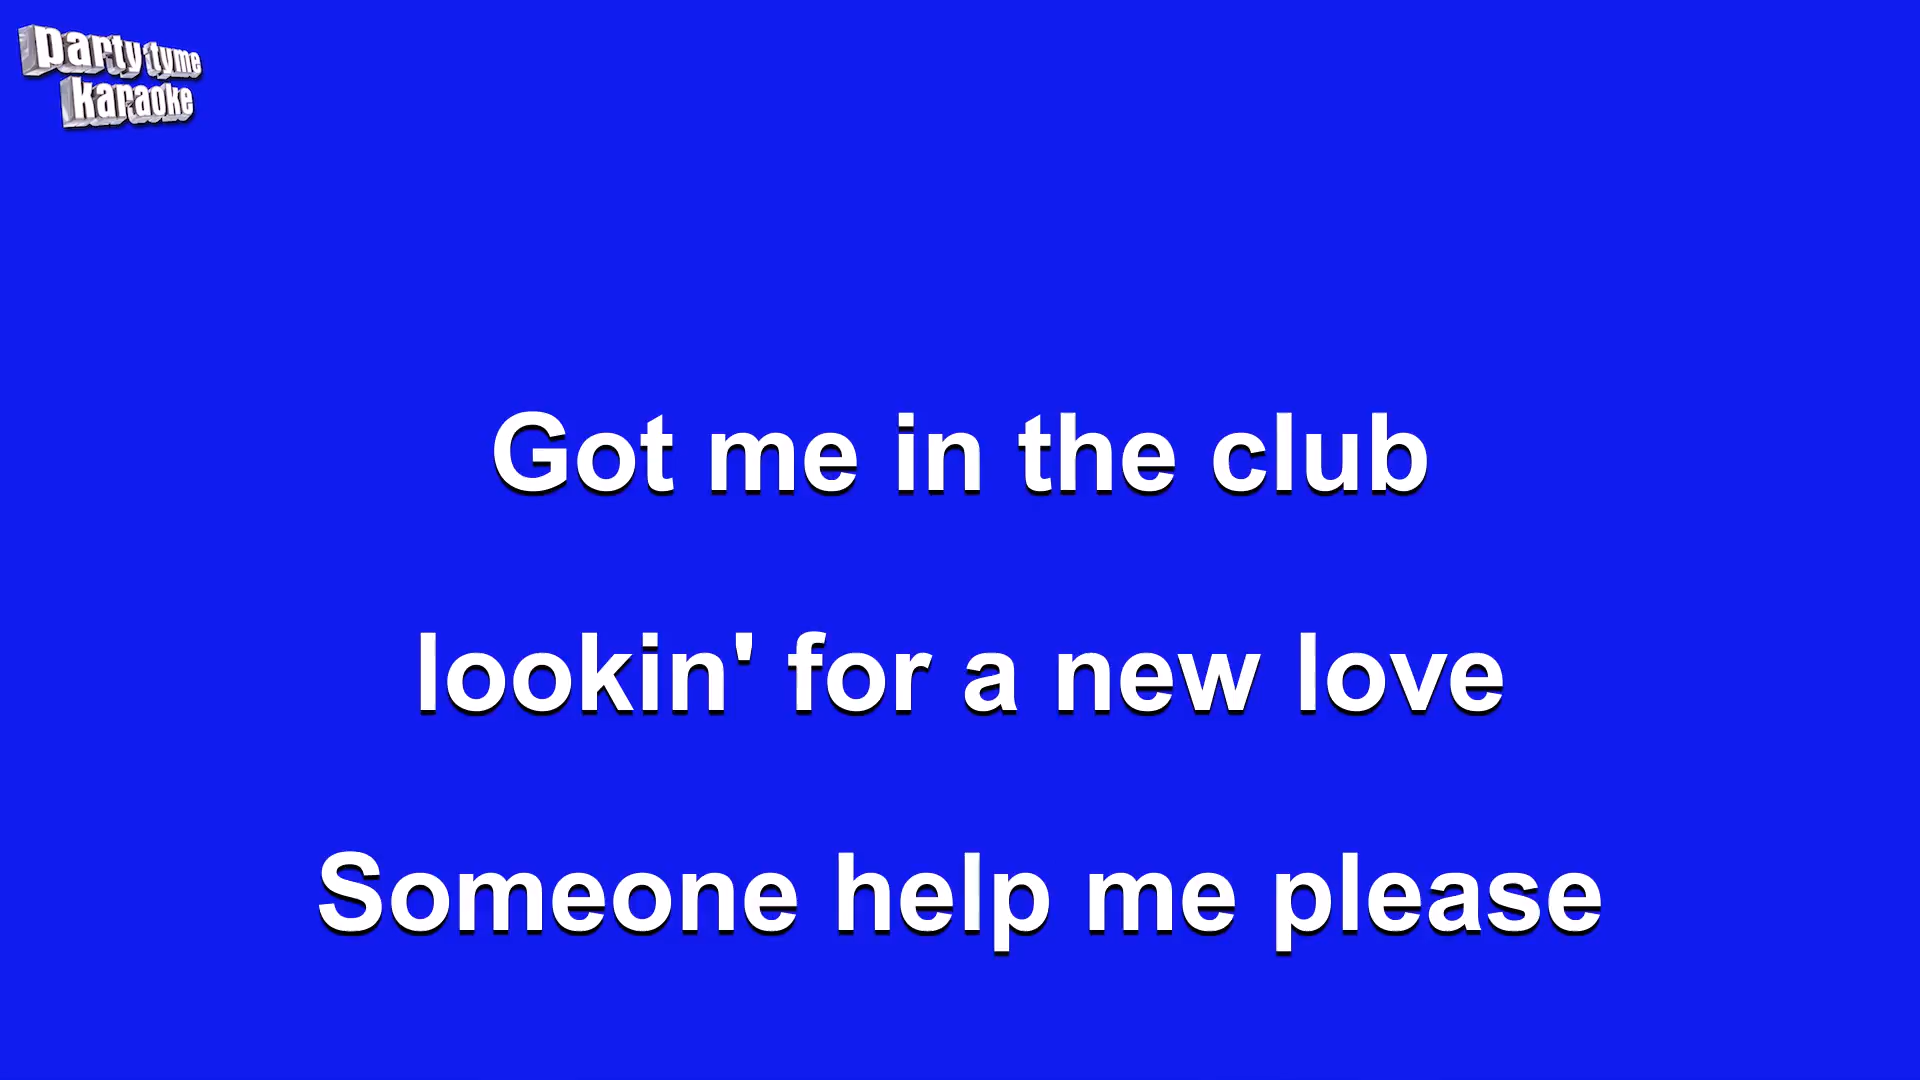 party tyme
karaoke
Got me in the club
lookin' for a new love
Someone help me please